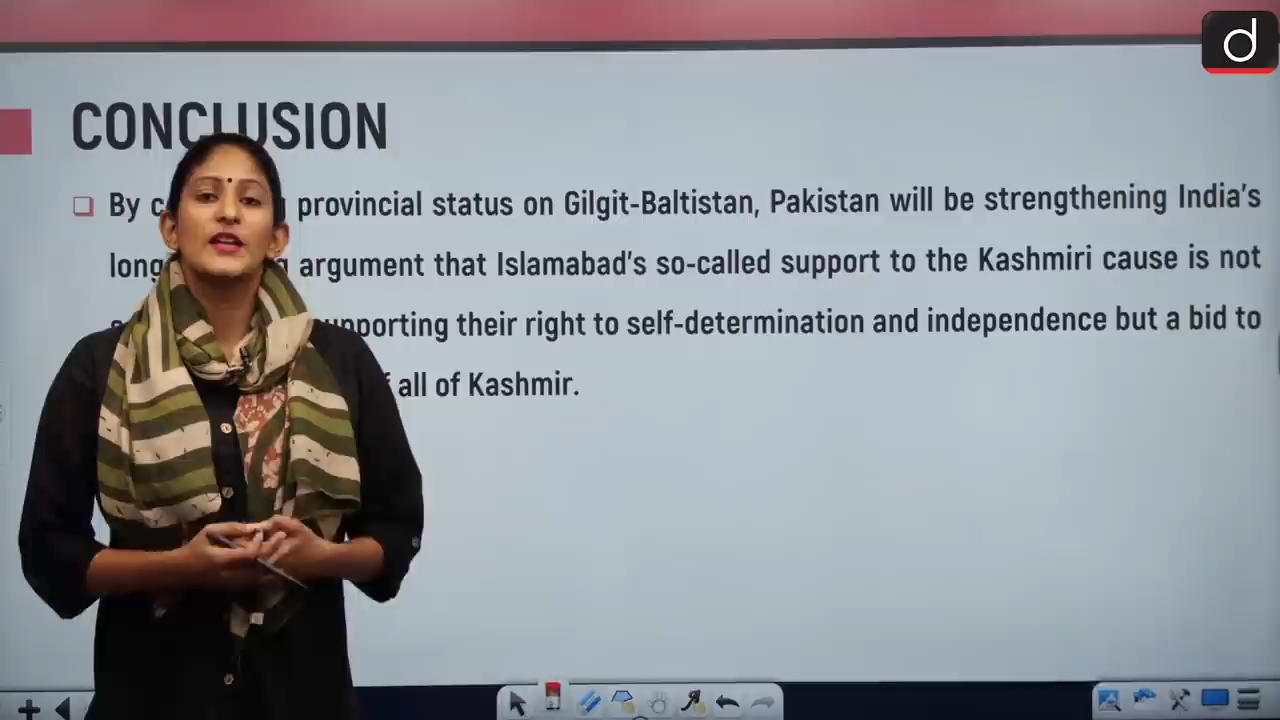 d
CONCLUSION
By provincial status on Gilgit-Baltistan, Pakistan will be strengthening India's
long argument that Islamabad's so-called support to the Kashmiri cause is not
supporting their right to self-determination and independence but a bid to
all of Kashmir.